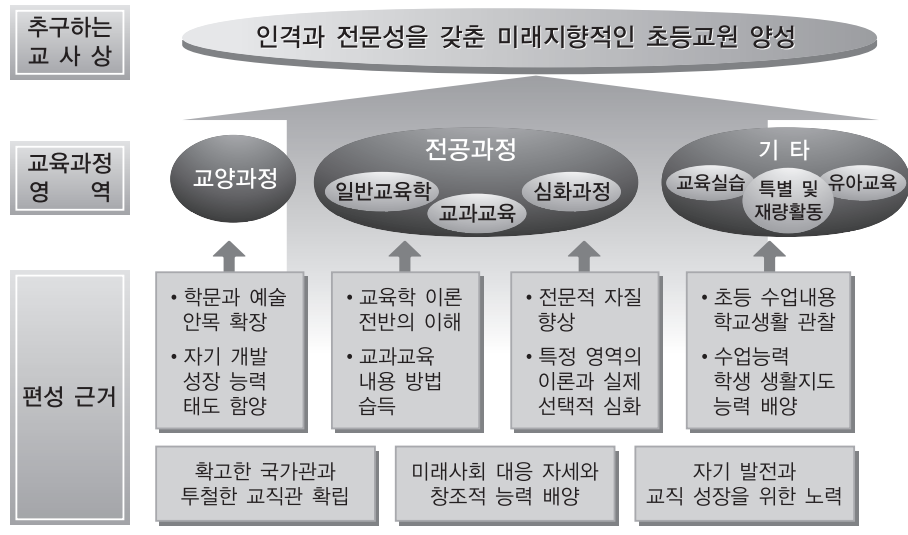 추구하는
교 사 상
인격과 전문성을 갖춘 미래지향적인 초등교원 양성
교육과정
영 역
교양과정
전공과정
일반교육학
교과교육
심화과정
기 타
교육실습
특별 및
재량활동
유아교육
편성 근거
• 학문과 예술
안목 확장
• 자기 개발
성장 능력
태도 함양
• 교육학 이론
전반의 이해
• 교과교육
내용 방법
습득
• 전문적 자질
향상
• 특정 영역의
이론과 실제
선택적 심화
• 초등 수업내용
학교생활 관찰
• 수업능력
학생 생활지도
능력 배양
확고한 국가관과
투철한 교직관 확립
미래사회 대응 자세와
창조적 능력 배양
자기 발전과
교직 성장을 위한 노력